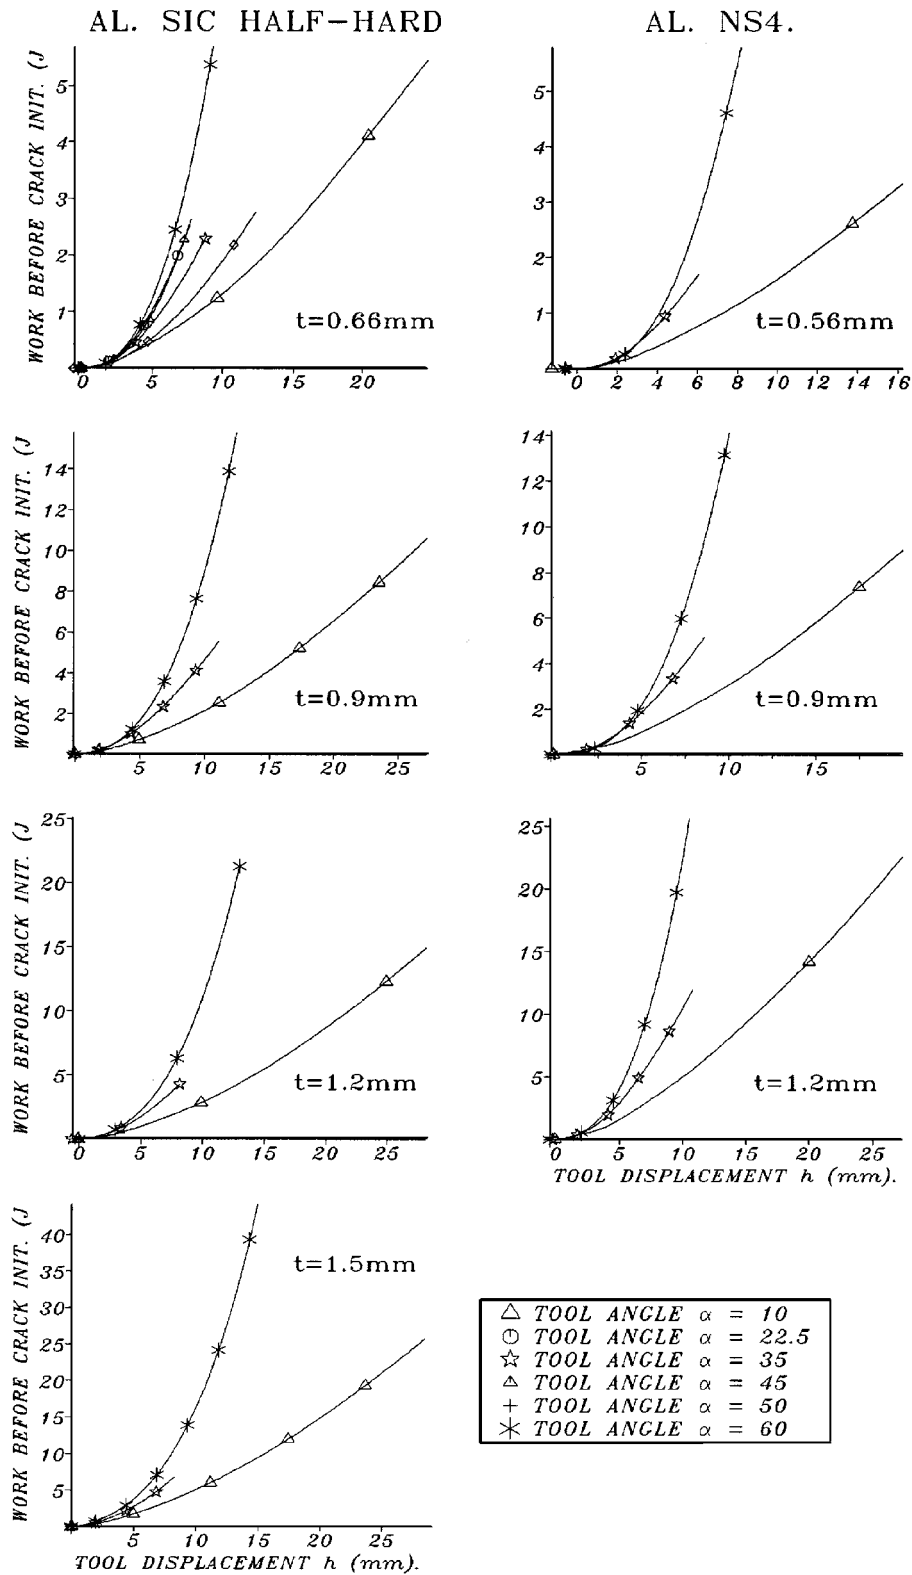 AL. SIC HALF-HARD
AL. NS4.
WORK BEFORE CRACK INIT. (J
5
4
3
2
1
t=0.66mm
0 5 10 15 20
5
4
3
2
1
t=0.56mm
0 2 4 6 8 10 12 14 16
WORK BEFORE CRACK INIT. (J
14
12
10
8
6
4
2
t=0.9mm
5 10 15 20 25
14
12
10
8
6
4
2
t=0.9mm
5 10 15
WORK BEFORE CRACK INIT. (J
25
20
15
10
5
t=1.2mm
0 5 10 15 20 25
25
20
15
10
5
t=1.2mm
0 5 10 15 20 25
TOOL DISPLACEMENT h (mm).
WORK BEFORE CRACK INIT. (J
40
35
30
25
20
15
10
5
t=1.5mm
5 10 15 20 25
TOOL DISPLACEMENT h (mm).
TOOL ANGLE α = 10
TOOL ANGLE α = 22.5
TOOL ANGLE α = 35
TOOL ANGLE α = 45
TOOL ANGLE α = 50
TOOL ANGLE α = 60